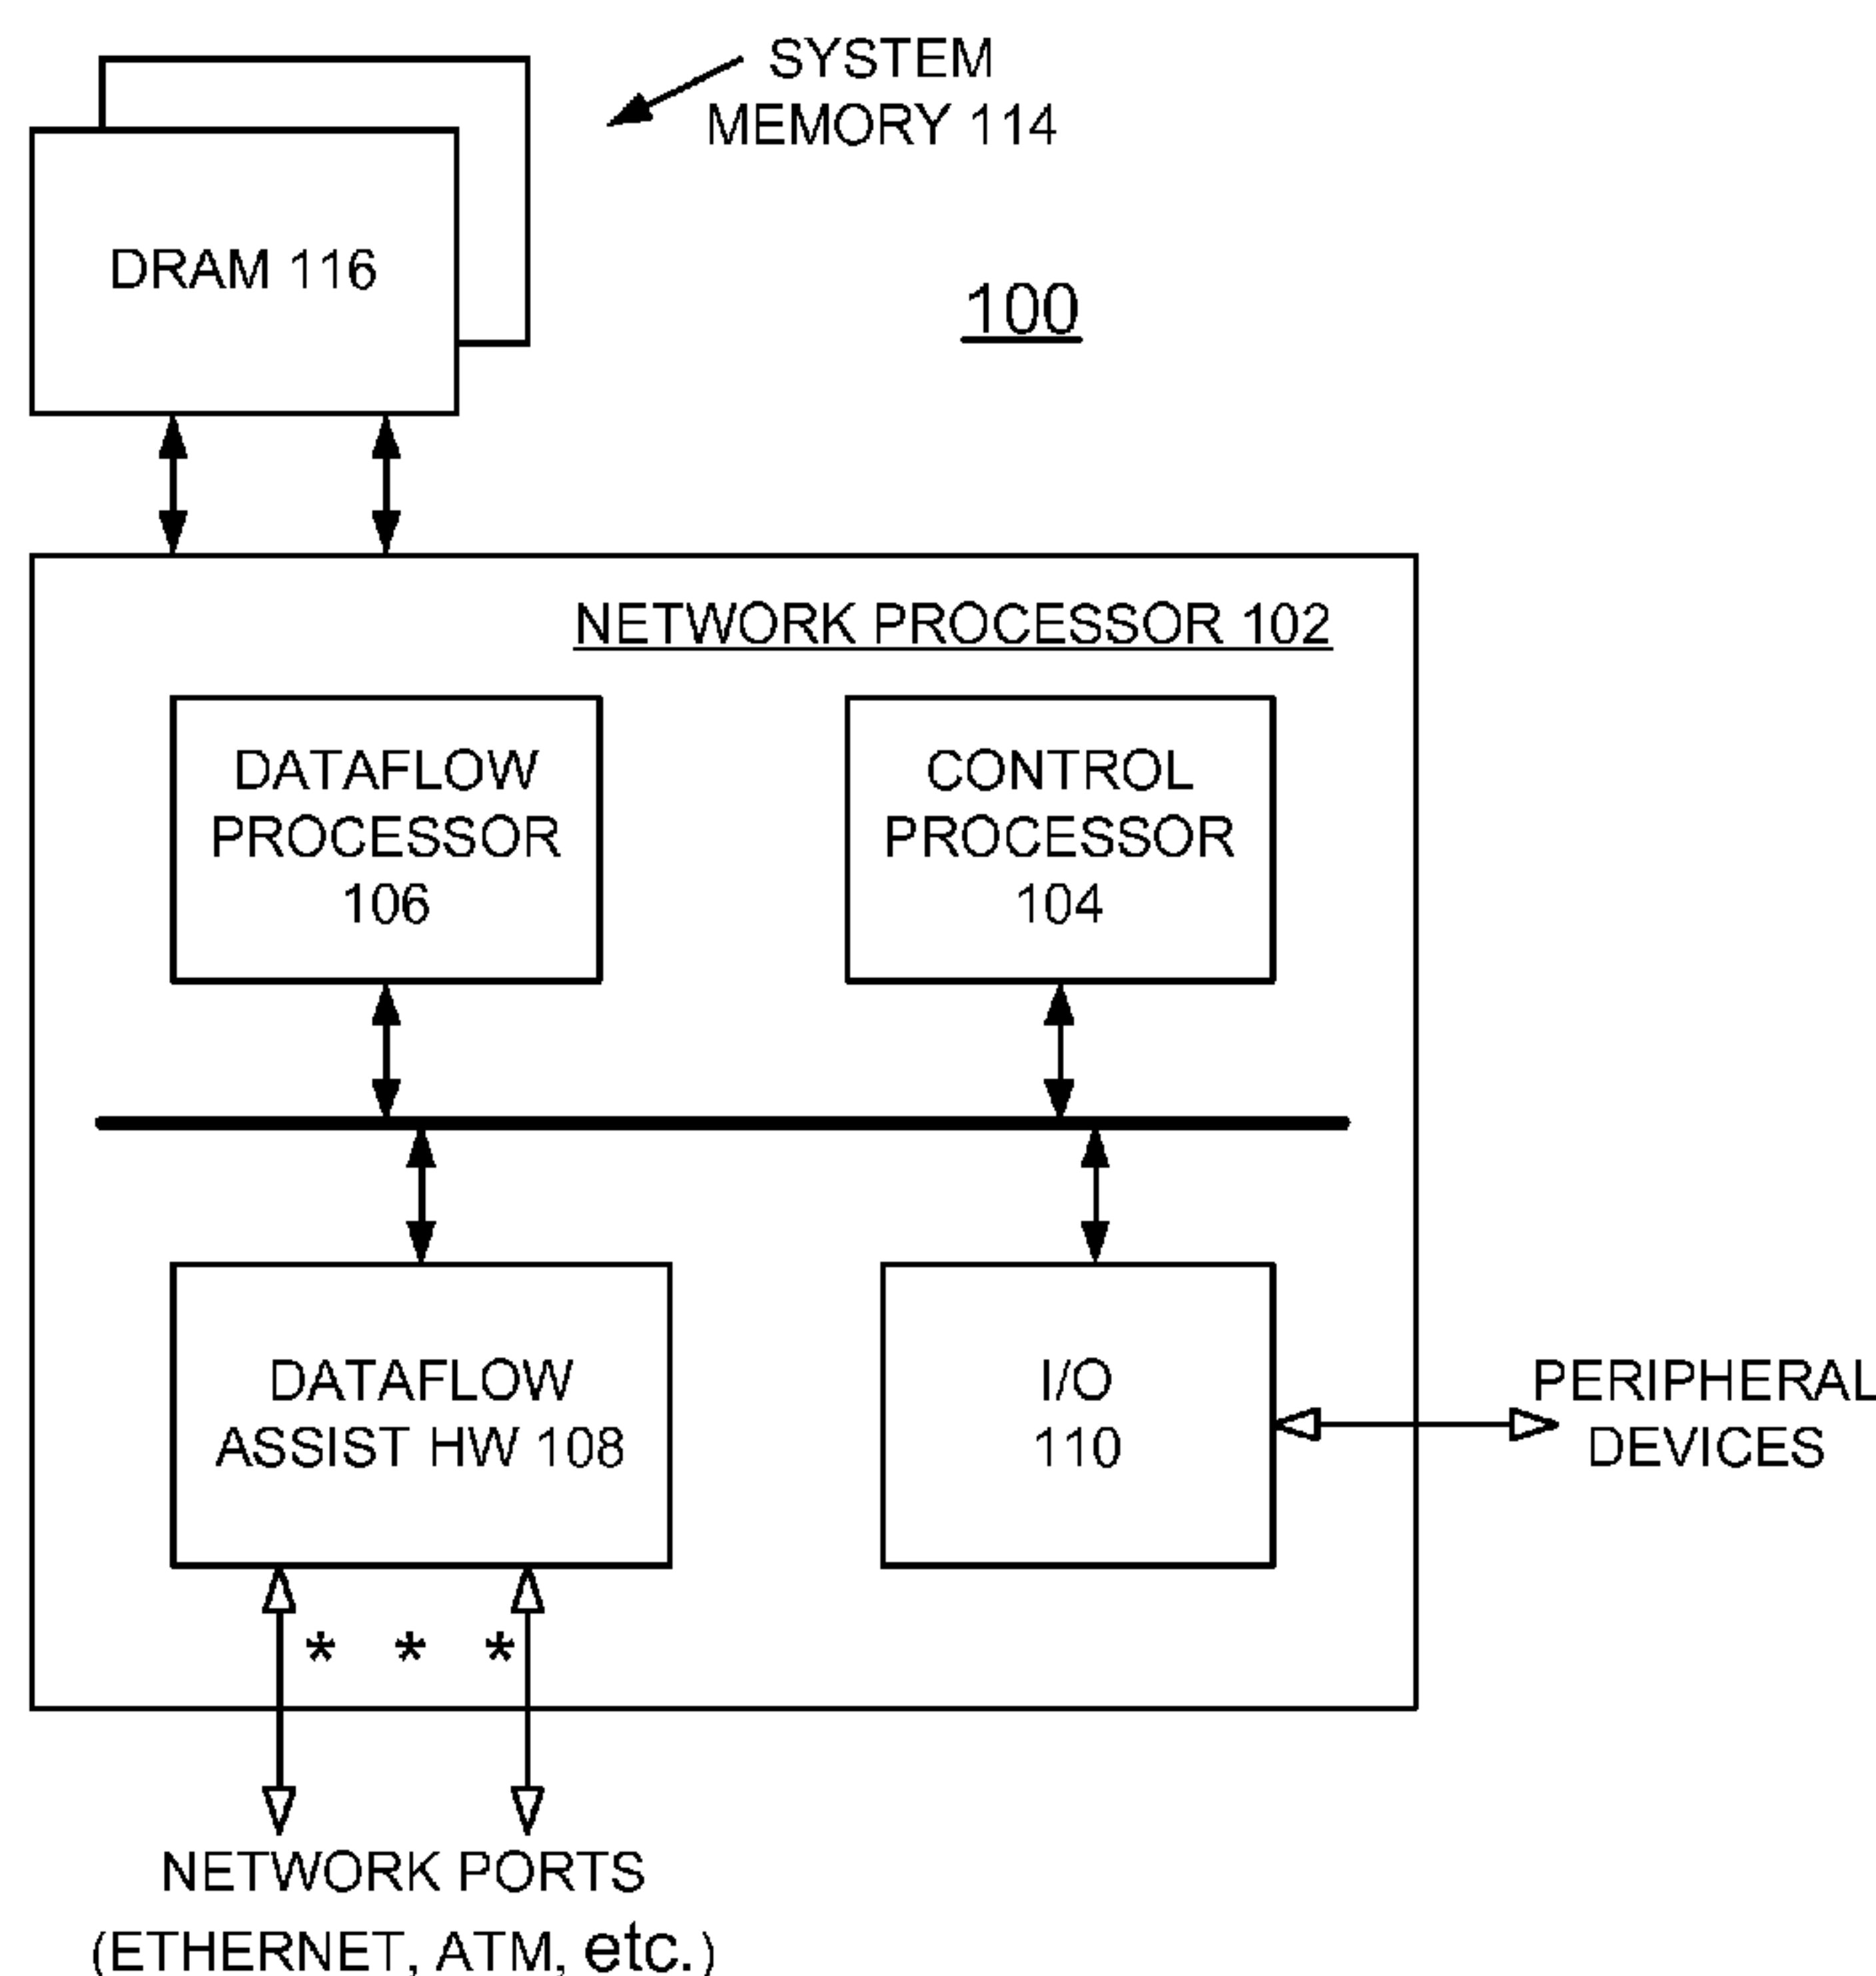 SYSTEM
MEMORY 114
DRAM 116
100
NETWORK PROCESSOR 102
DATAFLOW
PROCESSOR
106
CONTROL
PROCESSOR
104
DATAFLOW
ASSIST HW 108
I/O
110
PERIPHERAL
DEVICES
* * *
NETWORK PORTS
(ETHERNET, ATM, etc.)